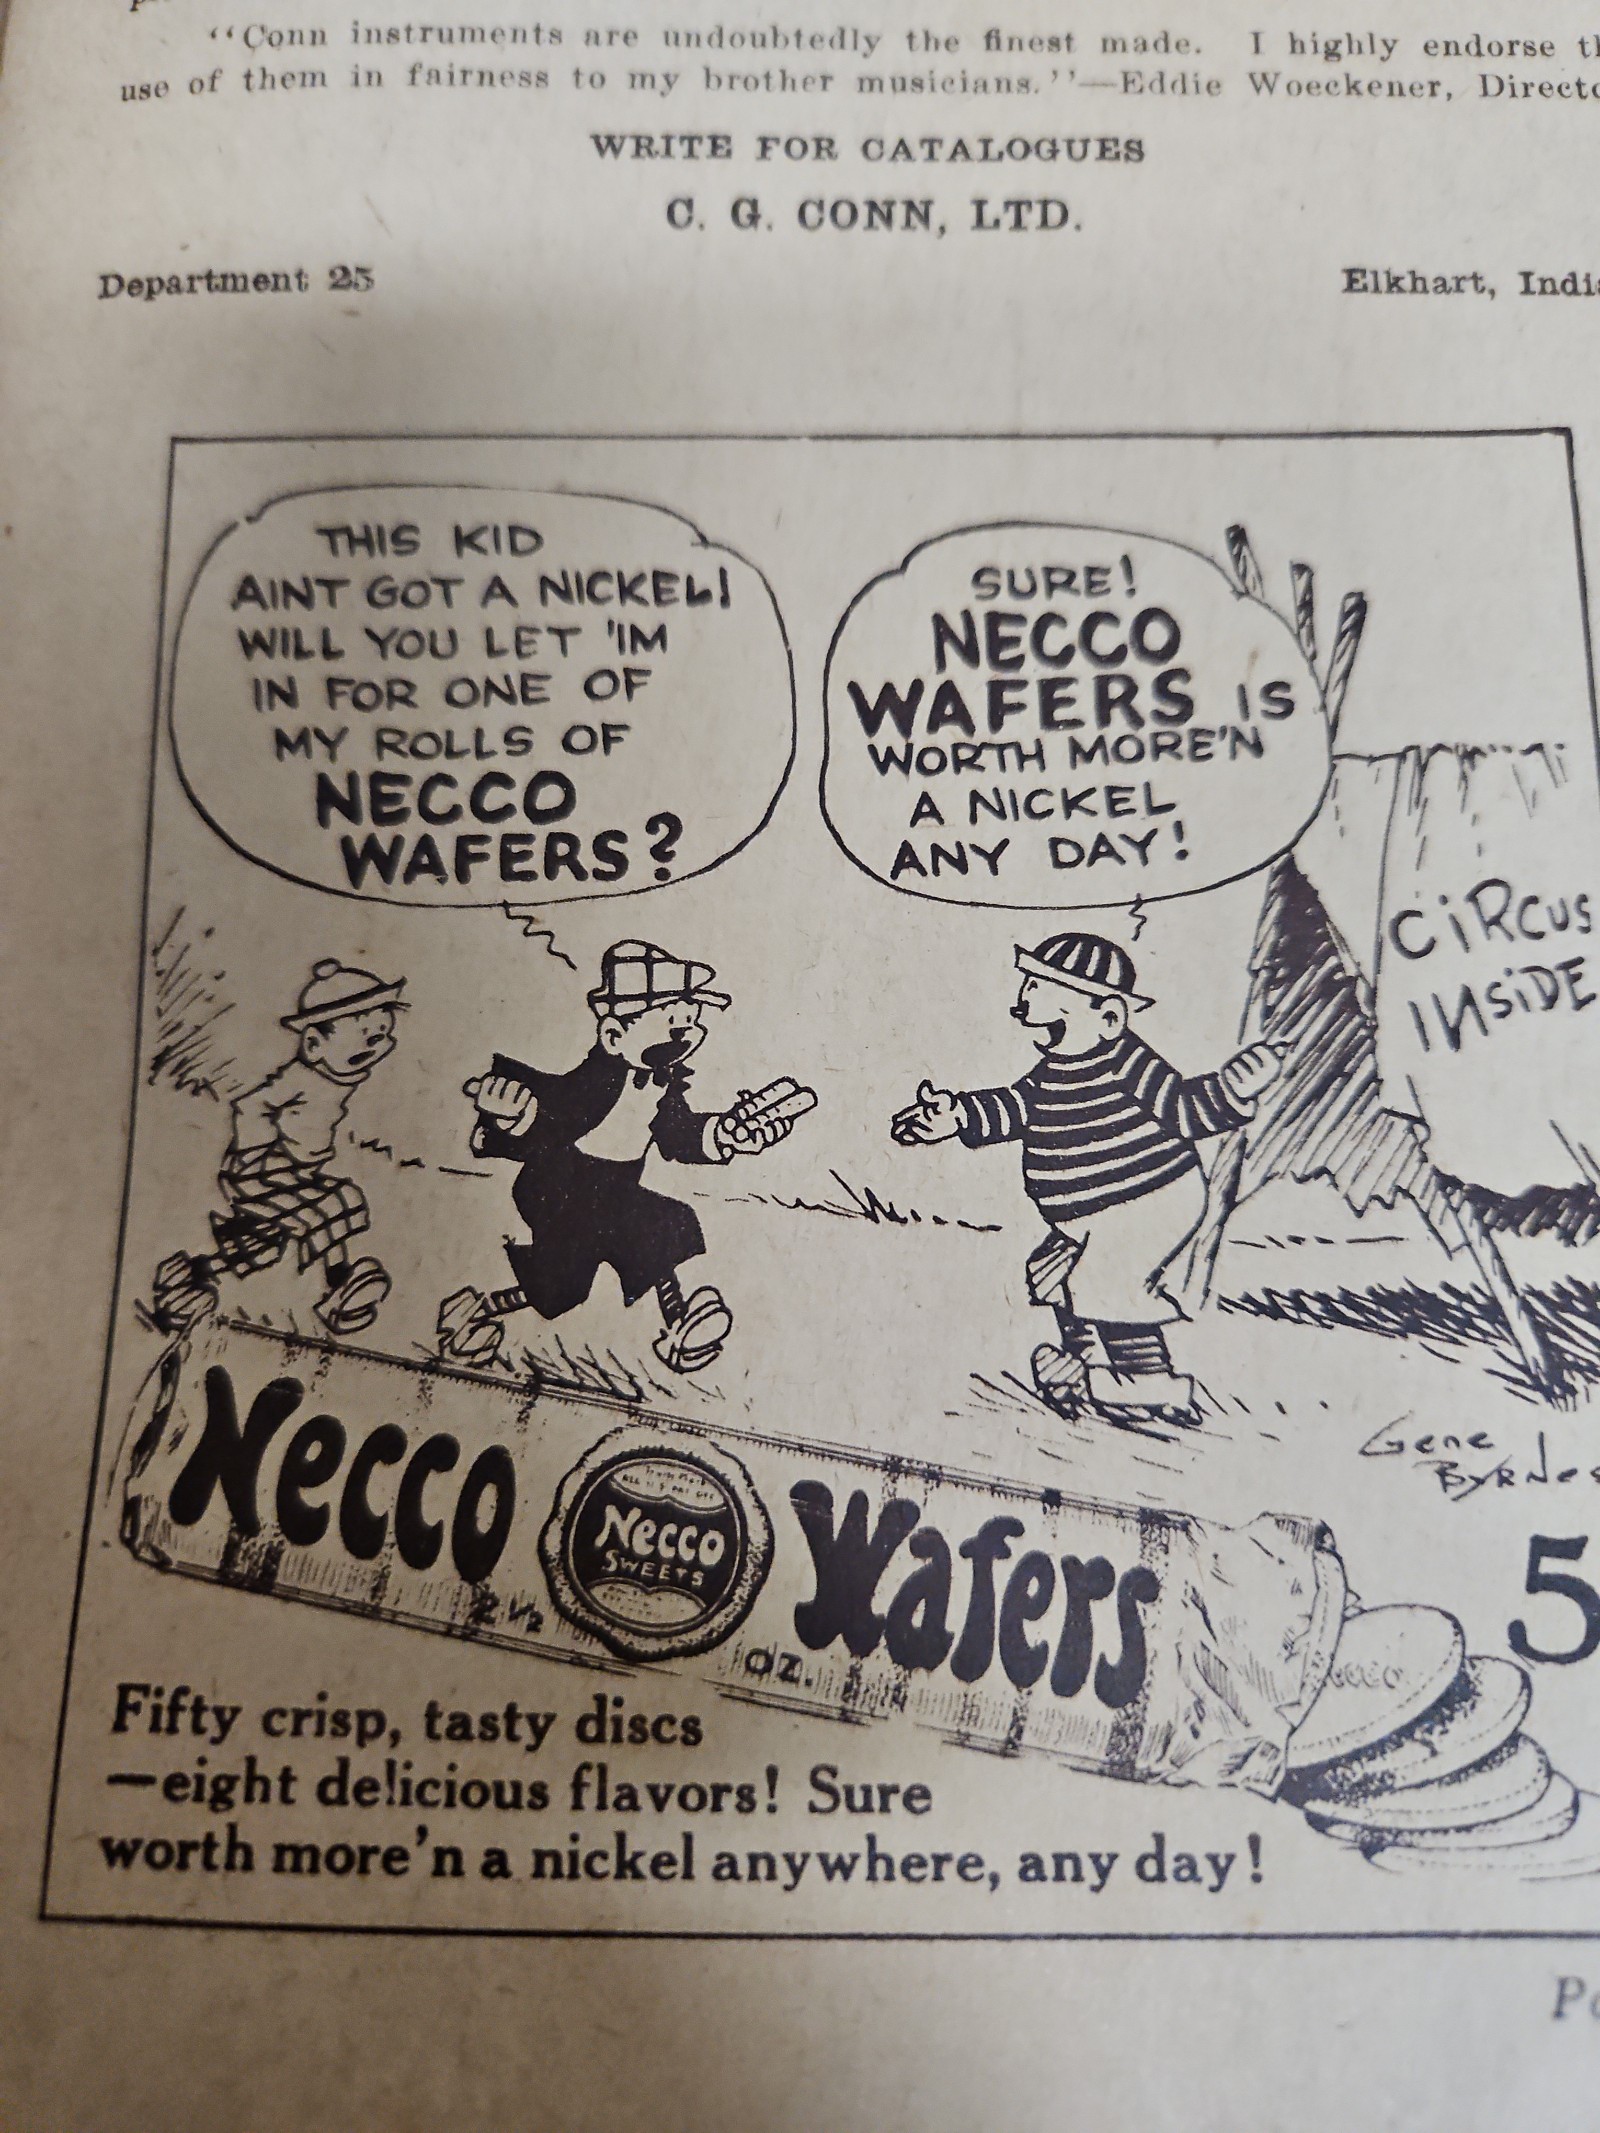 “Conn instruments are undoubtedly the finest made. I highly endorse
use of them in fairness to my brother musicians.”—Eddie Woeckener,
WRITE FOR CATALOGUES
C. G. CONN, LTD.
Department 25
Elkhart,
THIS KID
AINT GOT A NICKEL!
WILL YOU LET 'IM
IN FOR ONE OF
MY ROLLS OF
NECCO
WAFERS?
SURE!
NECCO
WAFERS IS
WORTH MORE'N
A NICKEL
ANY DAY!
CIRCUS
INSIDE
Gene
BYRNES
Necco
Necco
SWEETS
Wafers
2 1/2
OZ.
NECCO
5
Fifty crisp, tasty discs
—eight delicious flavors! Sure
worth more'n a nickel anywhere, any day!